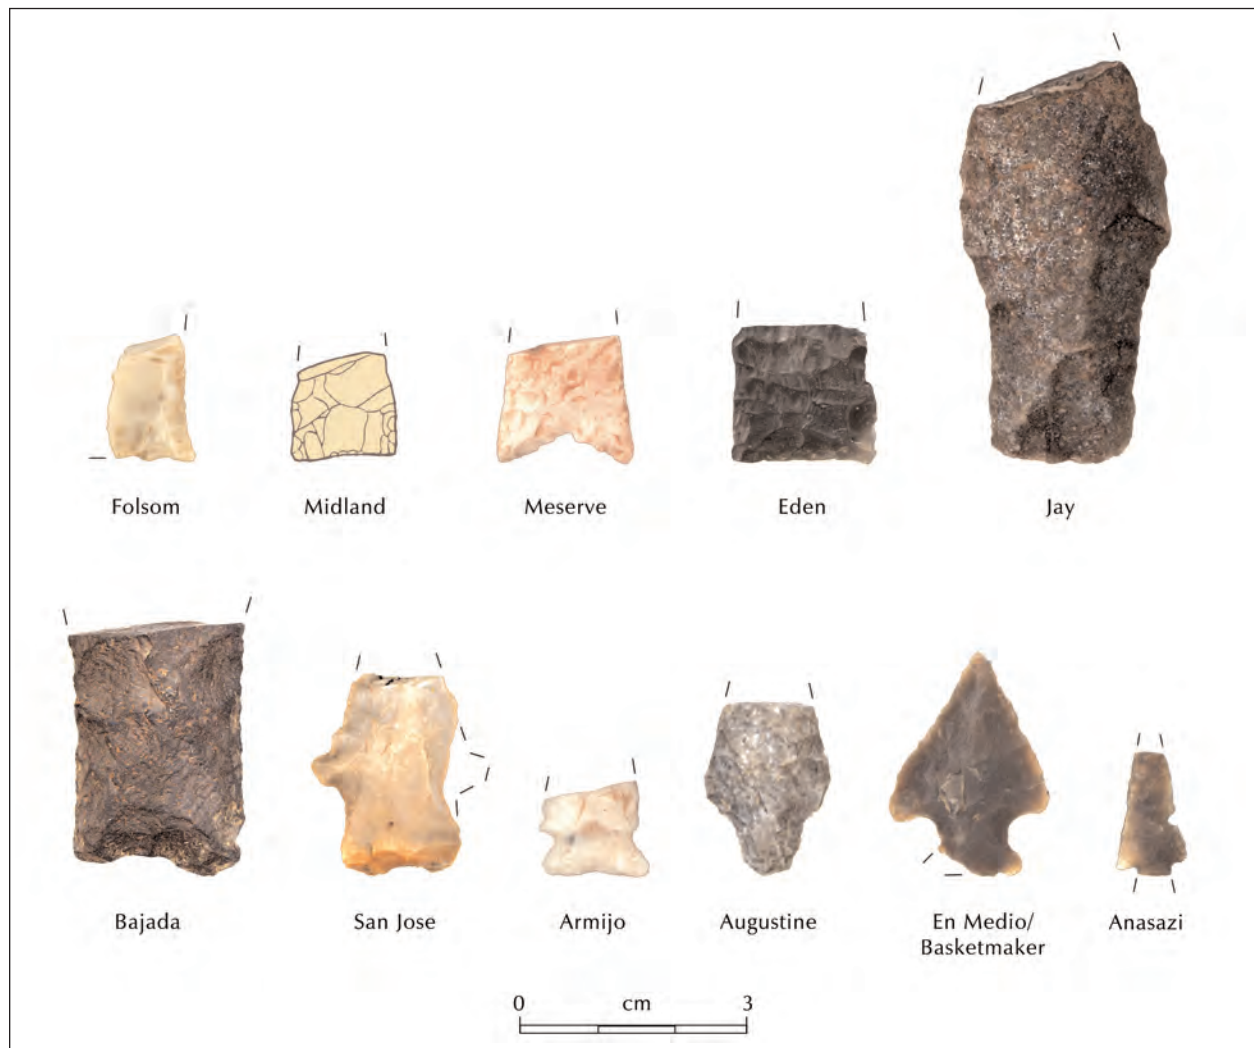 Folsom
Midland
Meserve
Eden
Jay
Bajada
San Jose
Armijo
Augustine
En Medio/
Basketmaker
Anasazi
0 cm 3